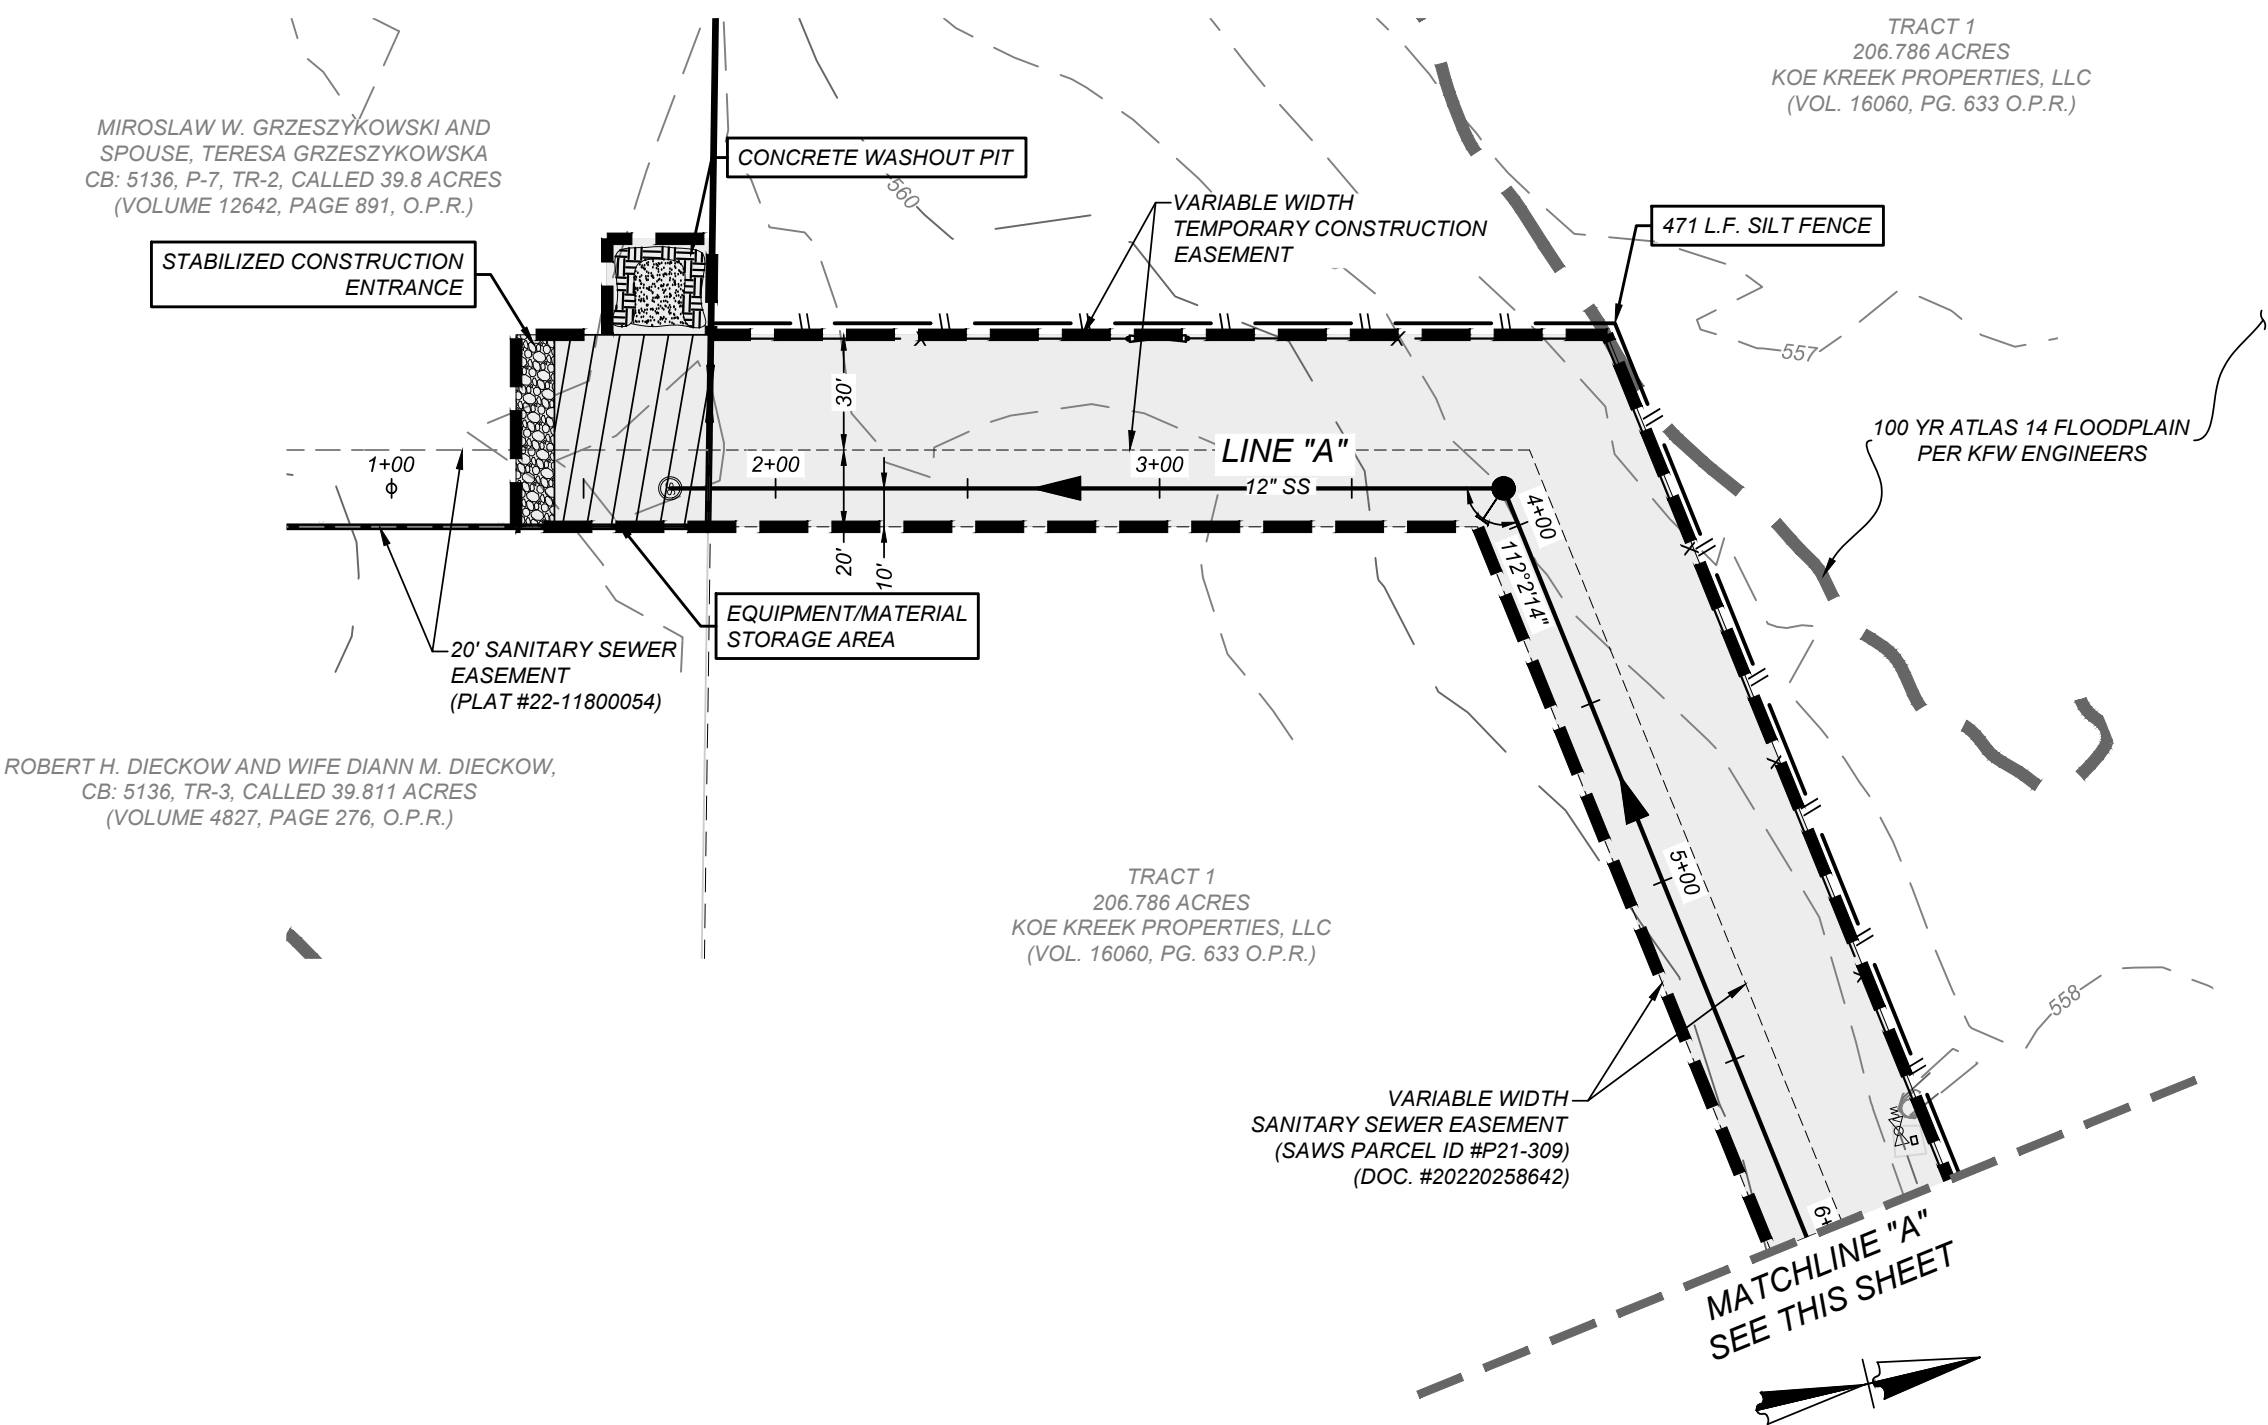 TRACT 1
206.786 ACRES
KOE KREEK PROPERTIES, LLC
(VOL. 16060, PG. 633 O.P.R.)
MIROSLAW W. GRZESZYKOWSKI AND
SPOUSE, TERESA GRZESZYKOWSKA
CB: 5136, P-7, TR-2, CALLED 39.8 ACRES
(VOLUME 12642, PAGE 891, O.P.R.)
CONCRETE WASHOUT PIT
560
VARIABLE WIDTH
TEMPORARY CONSTRUCTION
EASEMENT
471 L.F. SILT FENCE
STABILIZED CONSTRUCTION
ENTRANCE
557
30'
100 YR ATLAS 14 FLOODPLAIN
PER KFW ENGINEERS
LINE "A"
1+00
2+00
3+00
12" SS
SS
4+00
20'
10'
112°2'14"
EQUIPMENT/MATERIAL
STORAGE AREA
20' SANITARY SEWER
EASEMENT
(PLAT #22-11800054)
ROBERT H. DIECKOW AND WIFE DIANN M. DIECKOW,
CB: 5136, TR-3, CALLED 39.811 ACRES
(VOLUME 4827, PAGE 276, O.P.R.)
5+00
TRACT 1
206.786 ACRES
KOE KREEK PROPERTIES, LLC
(VOL. 16060, PG. 633 O.P.R.)
558
VARIABLE WIDTH
SANITARY SEWER EASEMENT
(SAWS PARCEL ID #P21-309)
(DOC. #20220258642)
W
6+
MATCHLINE "A"
SEE THIS SHEET